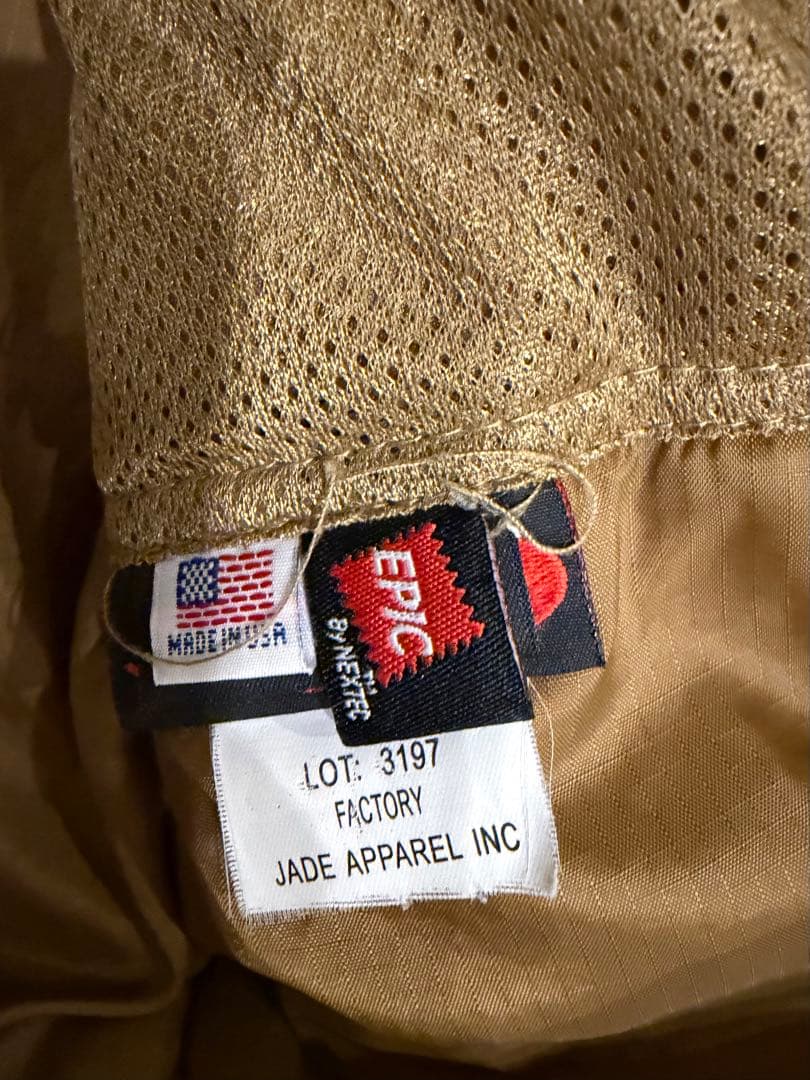 MADE IN USA
EPIC
BY NEXTEC
LOT: 3197
FACTORY
JADE APPAREL INC